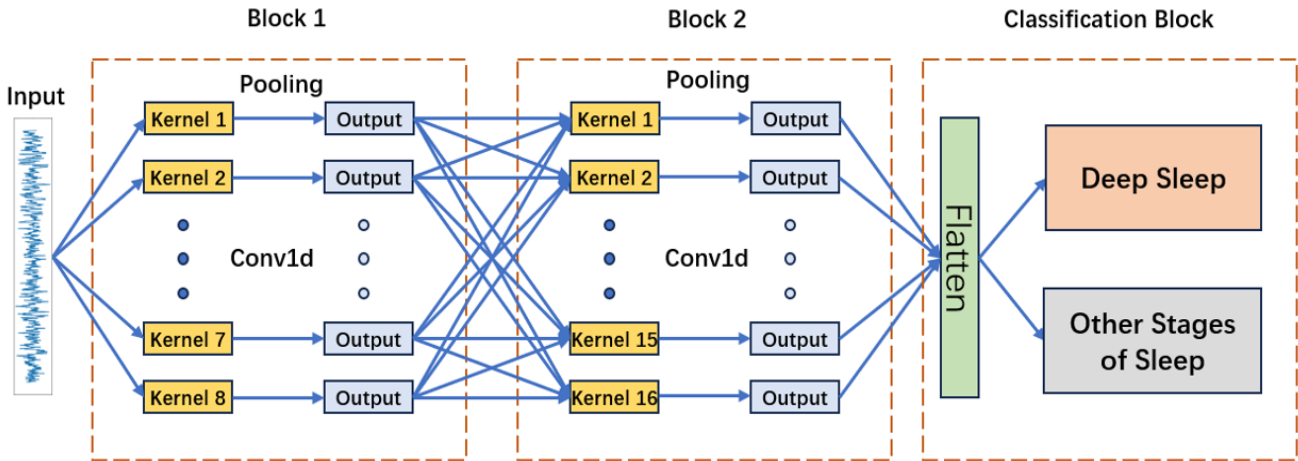 Block 1
Block 2
Classification Block
Input
Pooling
Kernel 1
Output
Kernel 2
Output
Conv1d
Kernel 7
Output
Kernel 8
Output
Pooling
Kernel 1
Output
Kernel 2
Output
Conv1d
Kernel 15
Output
Kernel 16
Output
Flatten
Deep Sleep
Other Stages
of Sleep